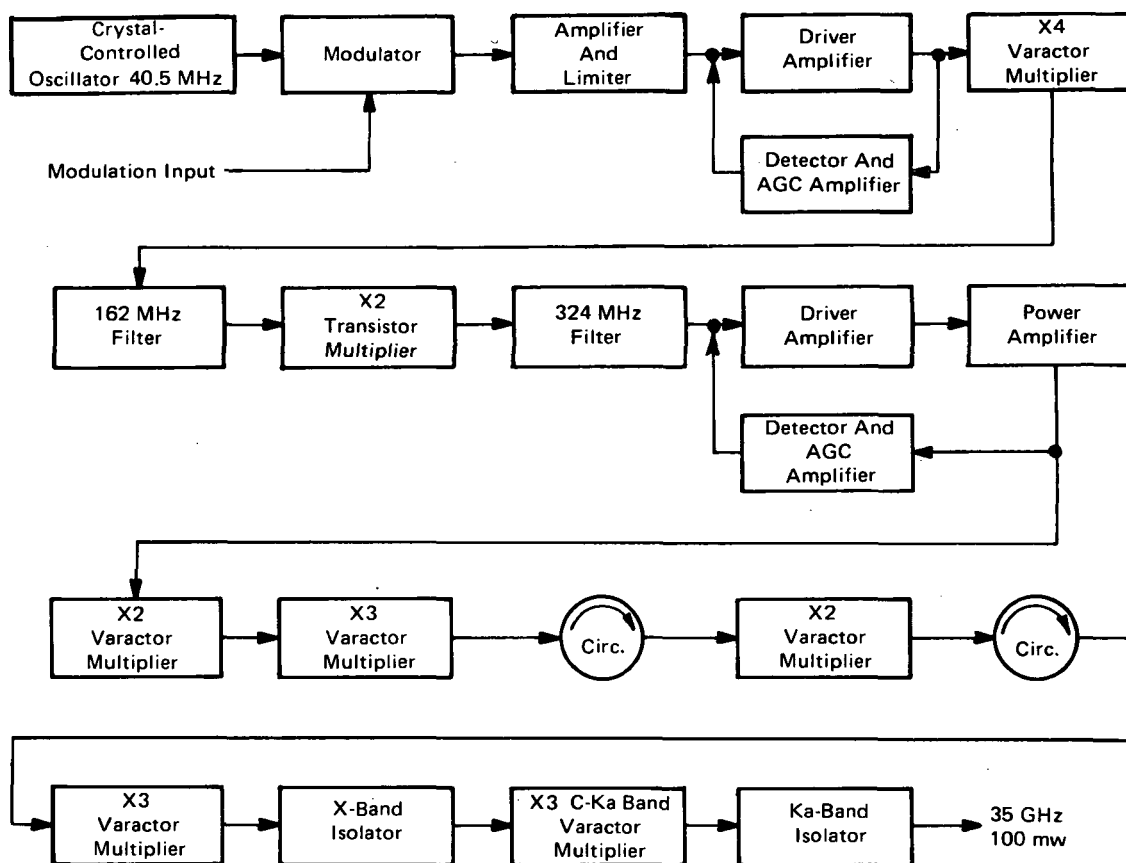 Crystal-
Controlled
Oscillator 40.5 MHz
Modulator
Amplifier
And
Limiter
Driver
Amplifier
X4
Varactor
Multiplier
Modulation Input
Detector And
AGC Amplifier
162 MHz
Filter
X2
Transistor
Multiplier
324 MHz
Filter
Driver
Amplifier
Power
Amplifier
Detector And
AGC
Amplifier
X2
Varactor
Multiplier
X3
Varactor
Multiplier
Circ.
X2
Varactor
Multiplier
Circ.
X3
Varactor
Multiplier
X-Band
Isolator
X3 C-Ka Band
Varactor
Multiplier
Ka-Band
Isolator
35 GHz
100 mw